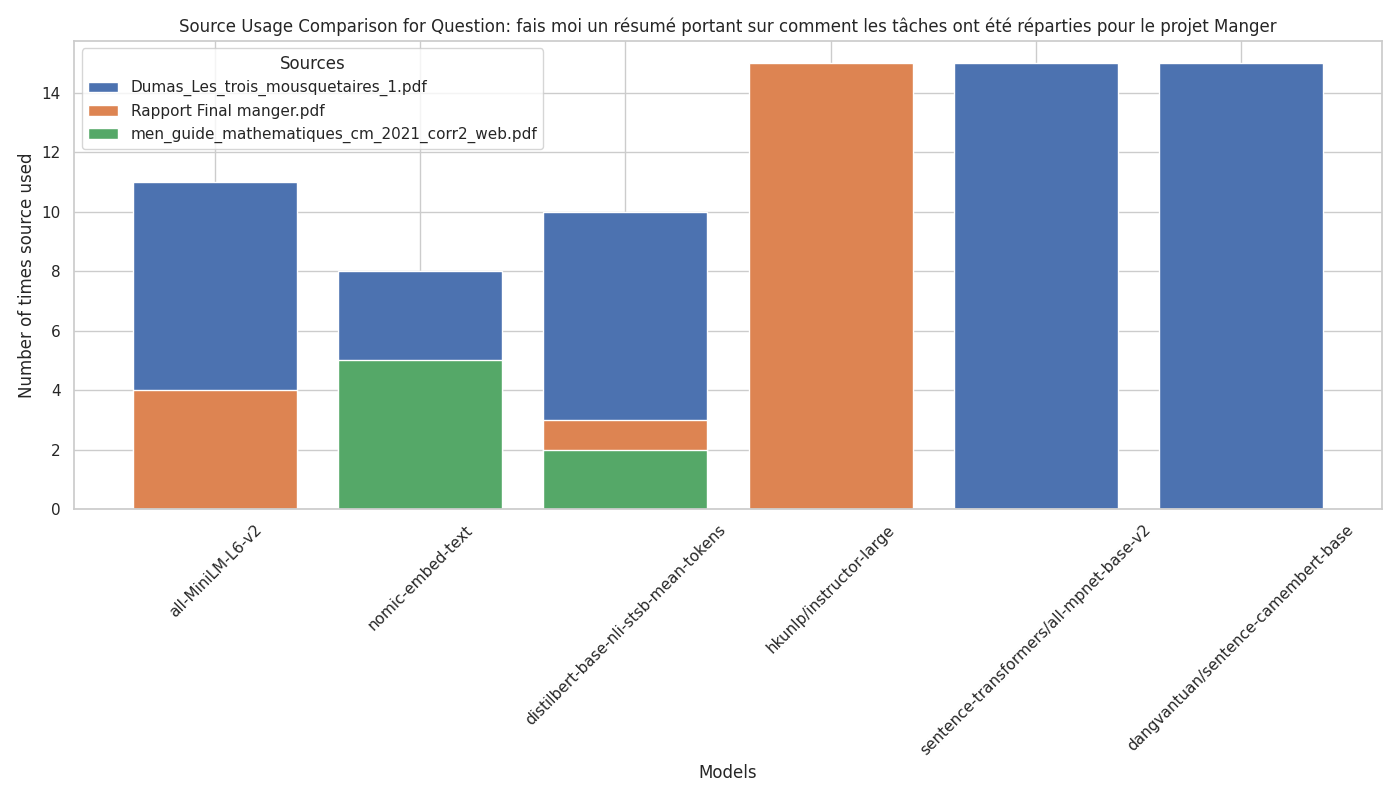 Source Usage Comparison for Question: fais moi un résumé portant sur comment les tâches ont été réparties pour le projet Manger
Sources
Dumas_Les_trois_mousquetaires_1.pdf
Rapport Final manger.pdf
men_guide_mathematiques_cm_2021_corr2_web.pdf
Number of times source used
14
12
10
8
6
4
2
0
all-MiniLM-L6-v2
nomic-embed-text
distilbert-base-nli-stsb-mean-tokens
hkunlp/instructor-large
sentence-transformers/all-mpnet-base-v2
dangvantuan/sentence-camembert-base
Models